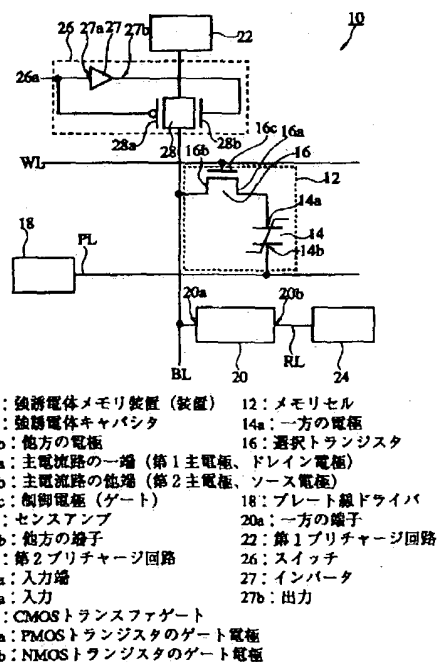 26 27a 27 27b
22
10
26a
28a
28
28b
16c
16a
16
WL
16b
12
14a
14
14b
18
PL
20a
20b
20
RL
24
BL
:強誘電体メモリ装置(装置) 12:メモリセル
:強誘電体キャパシタ 14a:一方の電極
b:他方の電極 16:選択トランジスタ
a:主電流路の一端(第1主電極、ドレイン電極)
b:主電流路の他端(第2主電極、ソース電極)
c:制御電極(ゲート) 18:プレート線ドライバ
:センスアンプ 20a:一方の端子
b:他方の端子 22:第1プリチャージ回路
:第2プリチャージ回路 26:スイッチ
a:入力端 27:インバータ
a:入力 27b:出力
:CMOSトランスファゲート
a:PMOSトランジスタのゲート電極
b:NMOSトランジスタのゲート電極